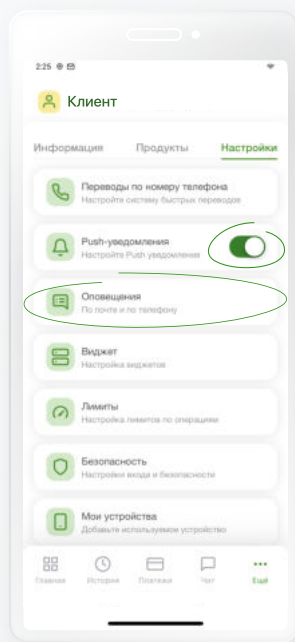 2:25
Клиент
Информация Продукты Настройки
Переводы по номеру телефона
Настройте систему быстрых переводов
Push-уведомления
Настройте Push уведомления
Оповещения
По почте и по телефону
Виджет
Настройка виджетов
Лимиты
Настройка лимитов по операциям
Безопасность
Настройки входа и безопасности
Мои устройства
Добавьте используемое устройство
Главная История Платежи Чат Ещё